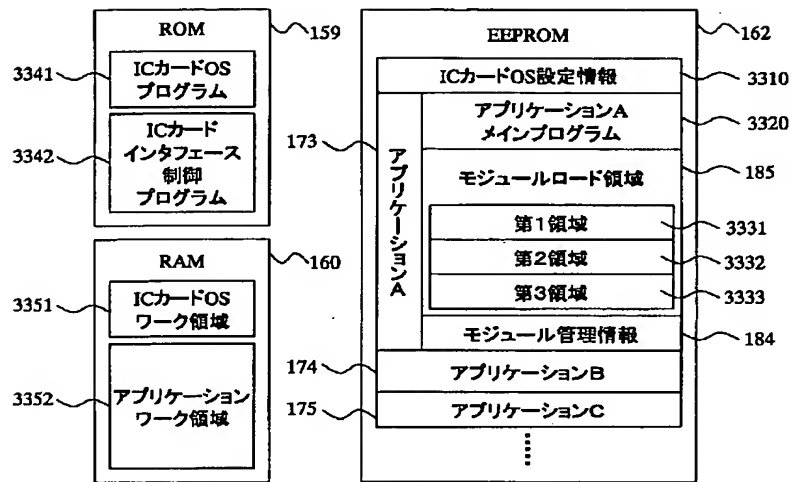 ROM
159
3341
ICカードOS
プログラム
3342
ICカード
インタフェース
制御
プログラム
RAM
160
3351
ICカードOS
ワーク領域
3352
アプリケーション
ワーク領域
EEPROM
162
ICカードOS設定情報
3310
173
アプリケーションA
アプリケーションA
メインプログラム
3320
モジュールロード領域
185
第1領域
3331
第2領域
3332
第3領域
3333
モジュール管理情報
184
174
アプリケーションB
175
アプリケーションC